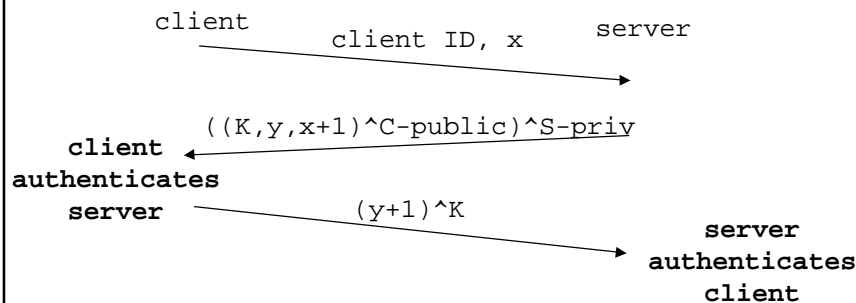 client
server
client ID, x
((K,y,x+1)^C-public)^S-priv
client
authenticates
server
(y+1)^K
server
authenticates
client